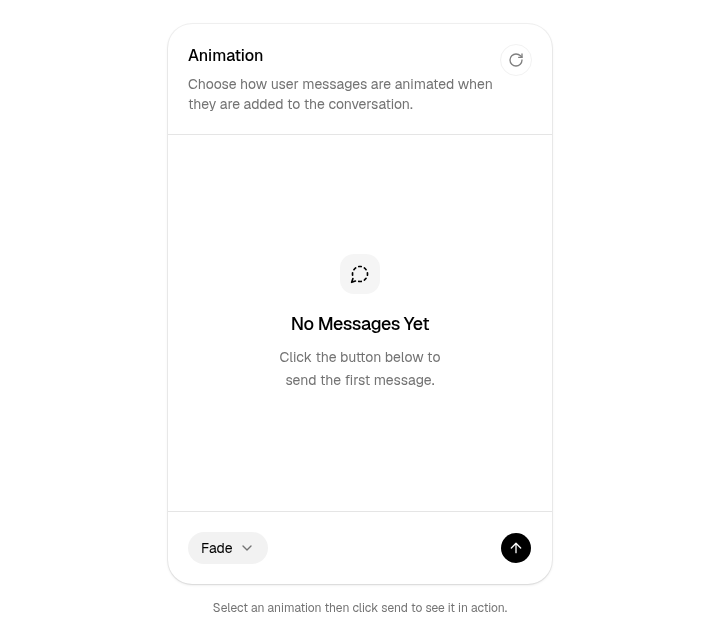 Animation
Choose how user messages are animated when
they are added to the conversation.
No Messages Yet
Click the button below to
send the first message.
Fade
Select an animation then click send to see it in action.